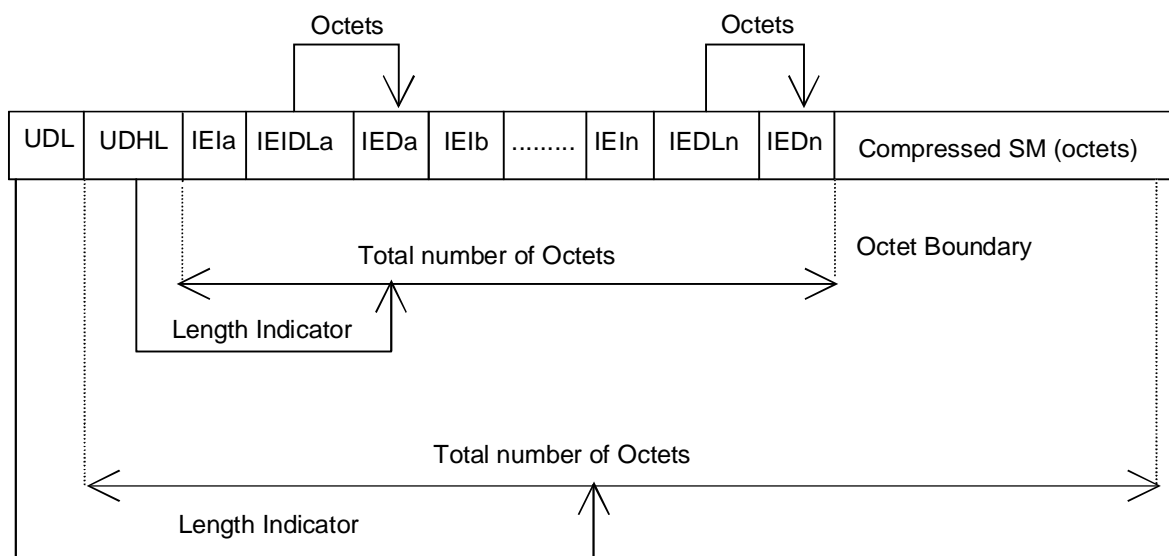 Octets
Octets
UDL UDHL IEIa IEIDLa IEDa IEIb ......... IEIn IEDLn IEDn Compressed SM (octets)
Total number of Octets
Octet Boundary
Length Indicator
Total number of Octets
Length Indicator